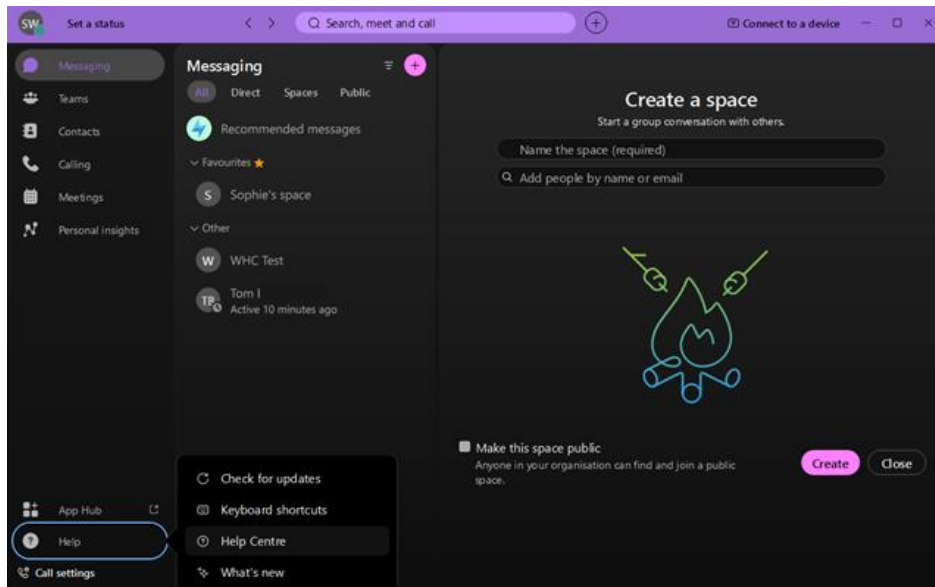 SW Set a status
Search, meet and call
Connect to a device
Messaging
Teams
Contacts
Calling
Meetings
Personal insights
App Hub
Help
Call settings
Messaging
All Direct Spaces Public
Recommended messages
Favourites
S Sophie's space
Other
W WHC Test
TP Tom I
Active 10 minutes ago
Check for updates
Keyboard shortcuts
Help Centre
What's new
Create a space
Start a group conversation with others.
Name the space (required)
Add people by name or email
Make this space public
Anyone in your organisation can find and join a public
space.
Create Close